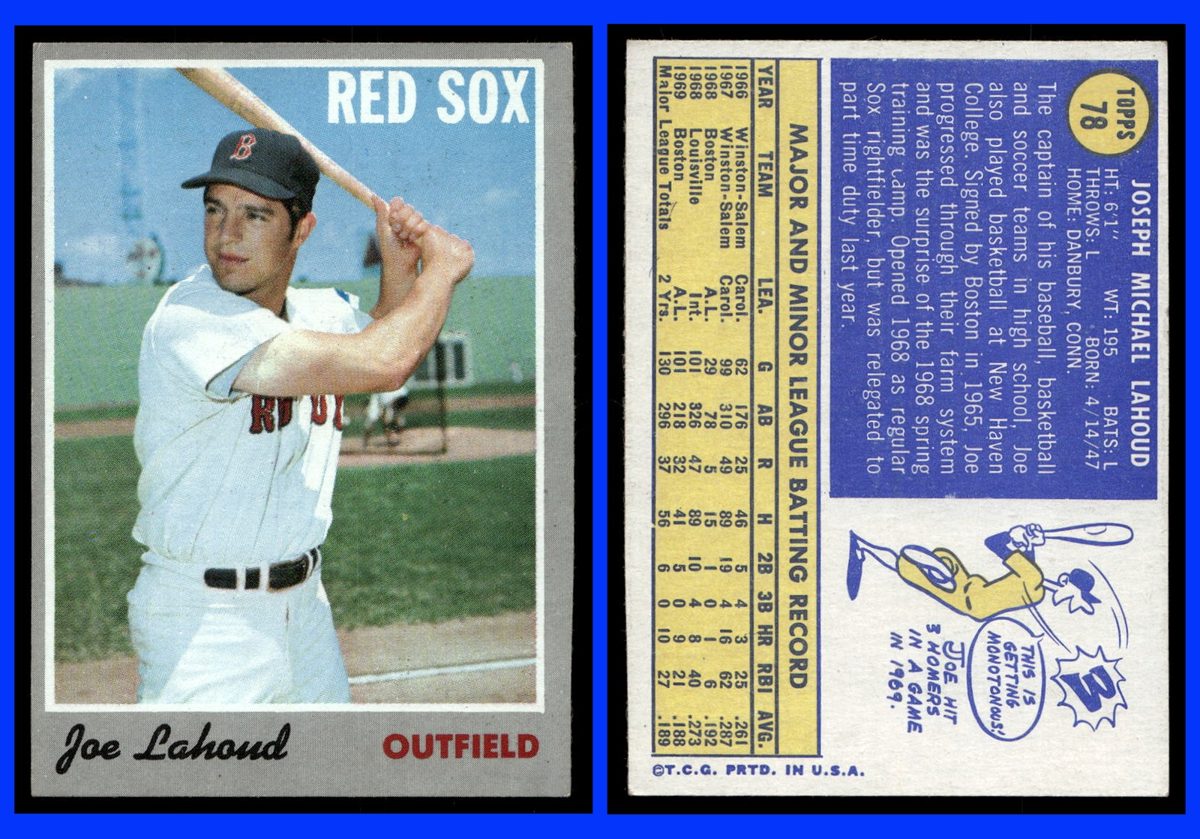 RED SOX
B
Joe Lahoud
OUTFIELD
TOPPS
78
JOSEPH MICHAEL LAHOUD
HT: 6'1" WT: 195 BATS: L
THROWS: L BORN: 4/14/47
HOME: DANBURY, CONN.
The captain of his baseball, basketball
and soccer teams in high school, Joe
also played basketball at New Haven
College. Signed by Boston in 1965, Joe
progressed through their farm system
and was the surprise of the 1968 spring
training camp. Opened 1968 as regular
Sox rightfielder, but was relegated to
part time duty last year.
3
THIS IS
GETTING
MONOTONOUS!
JOE HIT
3 HOMERS
IN A GAME
IN 1969.
MAJOR AND MINOR LEAGUE BATTING RECORD
YEAR TEAM LEA. G AB R H 2B 3B HR RBI AVG.
1966 Winston-Salem Carol. 62 176 25 46 5 4 3 25 .261
1967 Winston-Salem Carol. 99 310 49 89 19 4 16 62 .287
1968 Boston A.L. 29 78 5 15 1 0 1 6 .192
1968 Louisville Int. 101 326 47 89 10 4 8 40 .273
1969 Boston A.L. 101 218 32 41 5 0 9 21 .188
Major League Totals 2 Yrs. 130 296 37 56 6 0 10 27 .189
©T.C.G. PRTD. IN U.S.A.